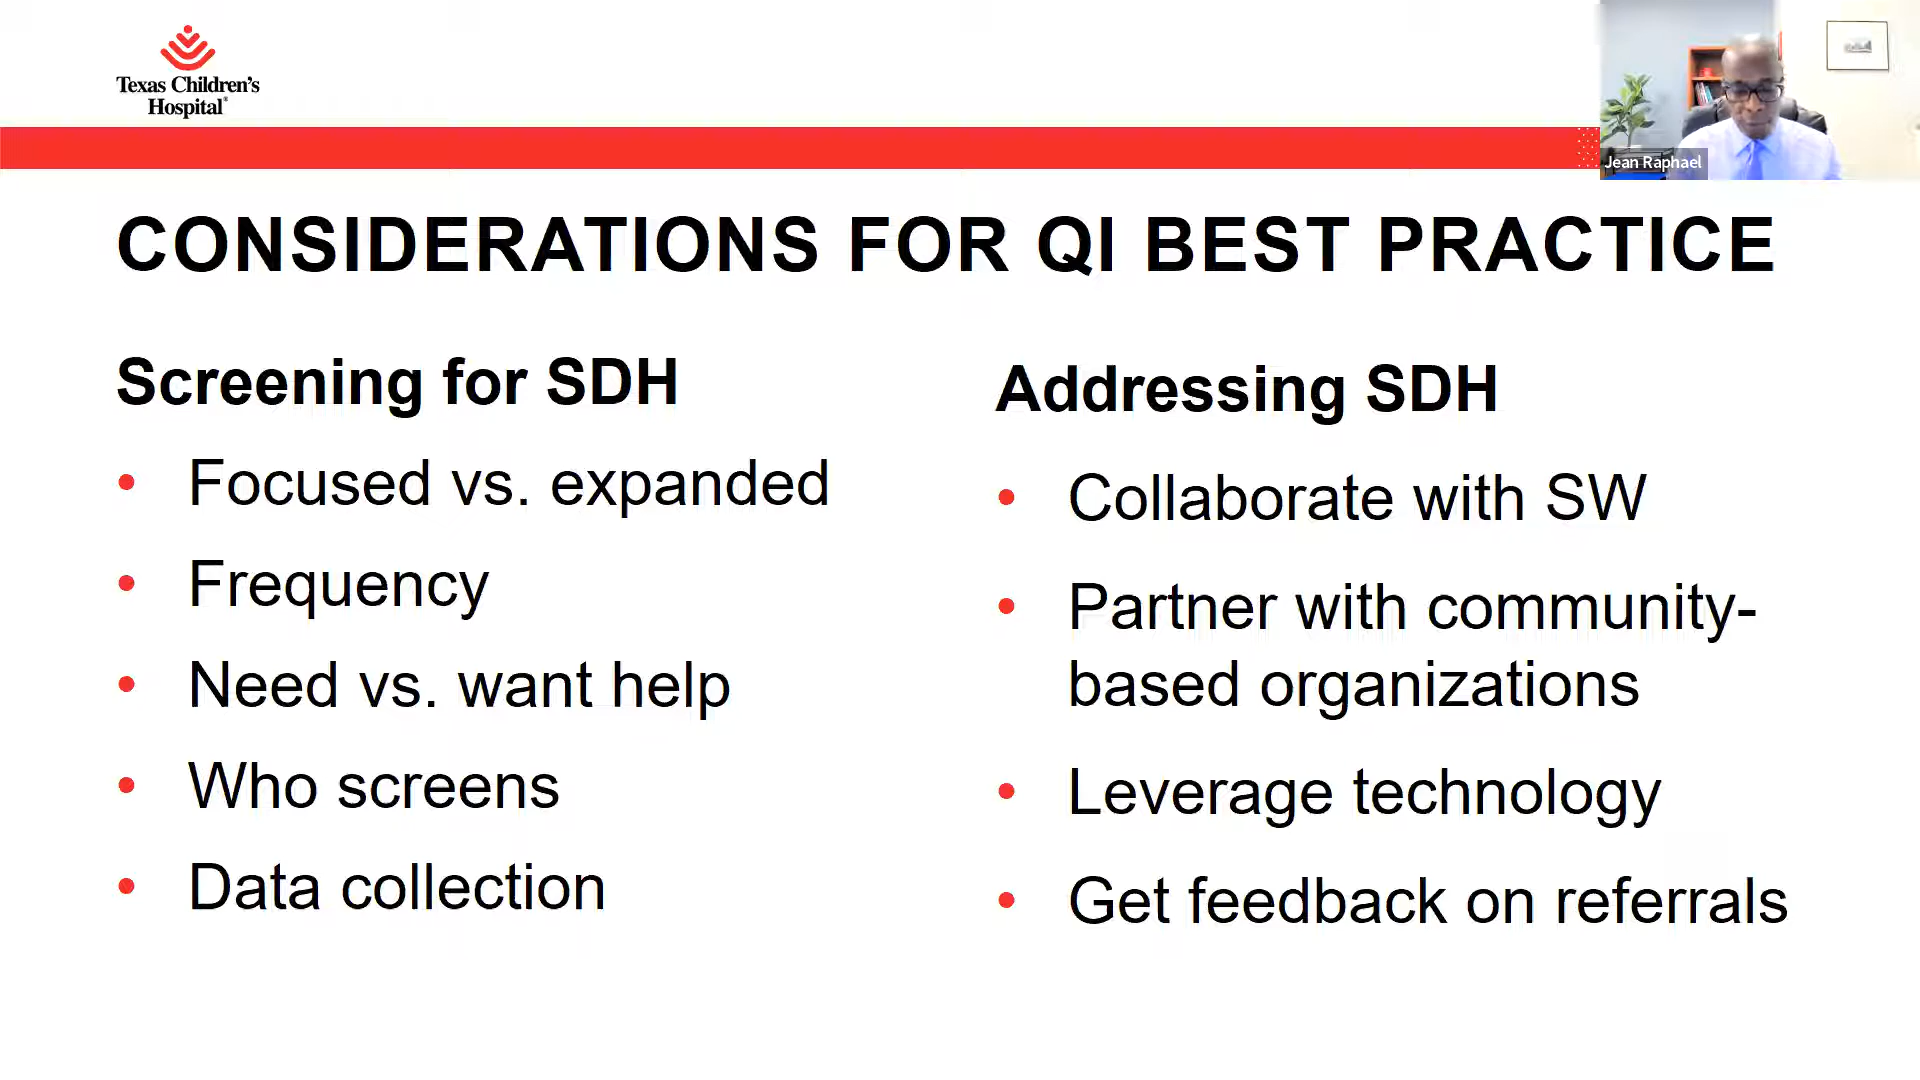 Texas Children's
Hospital®
Jean Raphael
CONSIDERATIONS FOR QI BEST PRACTICE
Screening for SDH
• Focused vs. expanded
• Frequency
• Need vs. want help
• Who screens
• Data collection
Addressing SDH
• Collaborate with SW
• Partner with community-
based organizations
• Leverage technology
• Get feedback on referrals